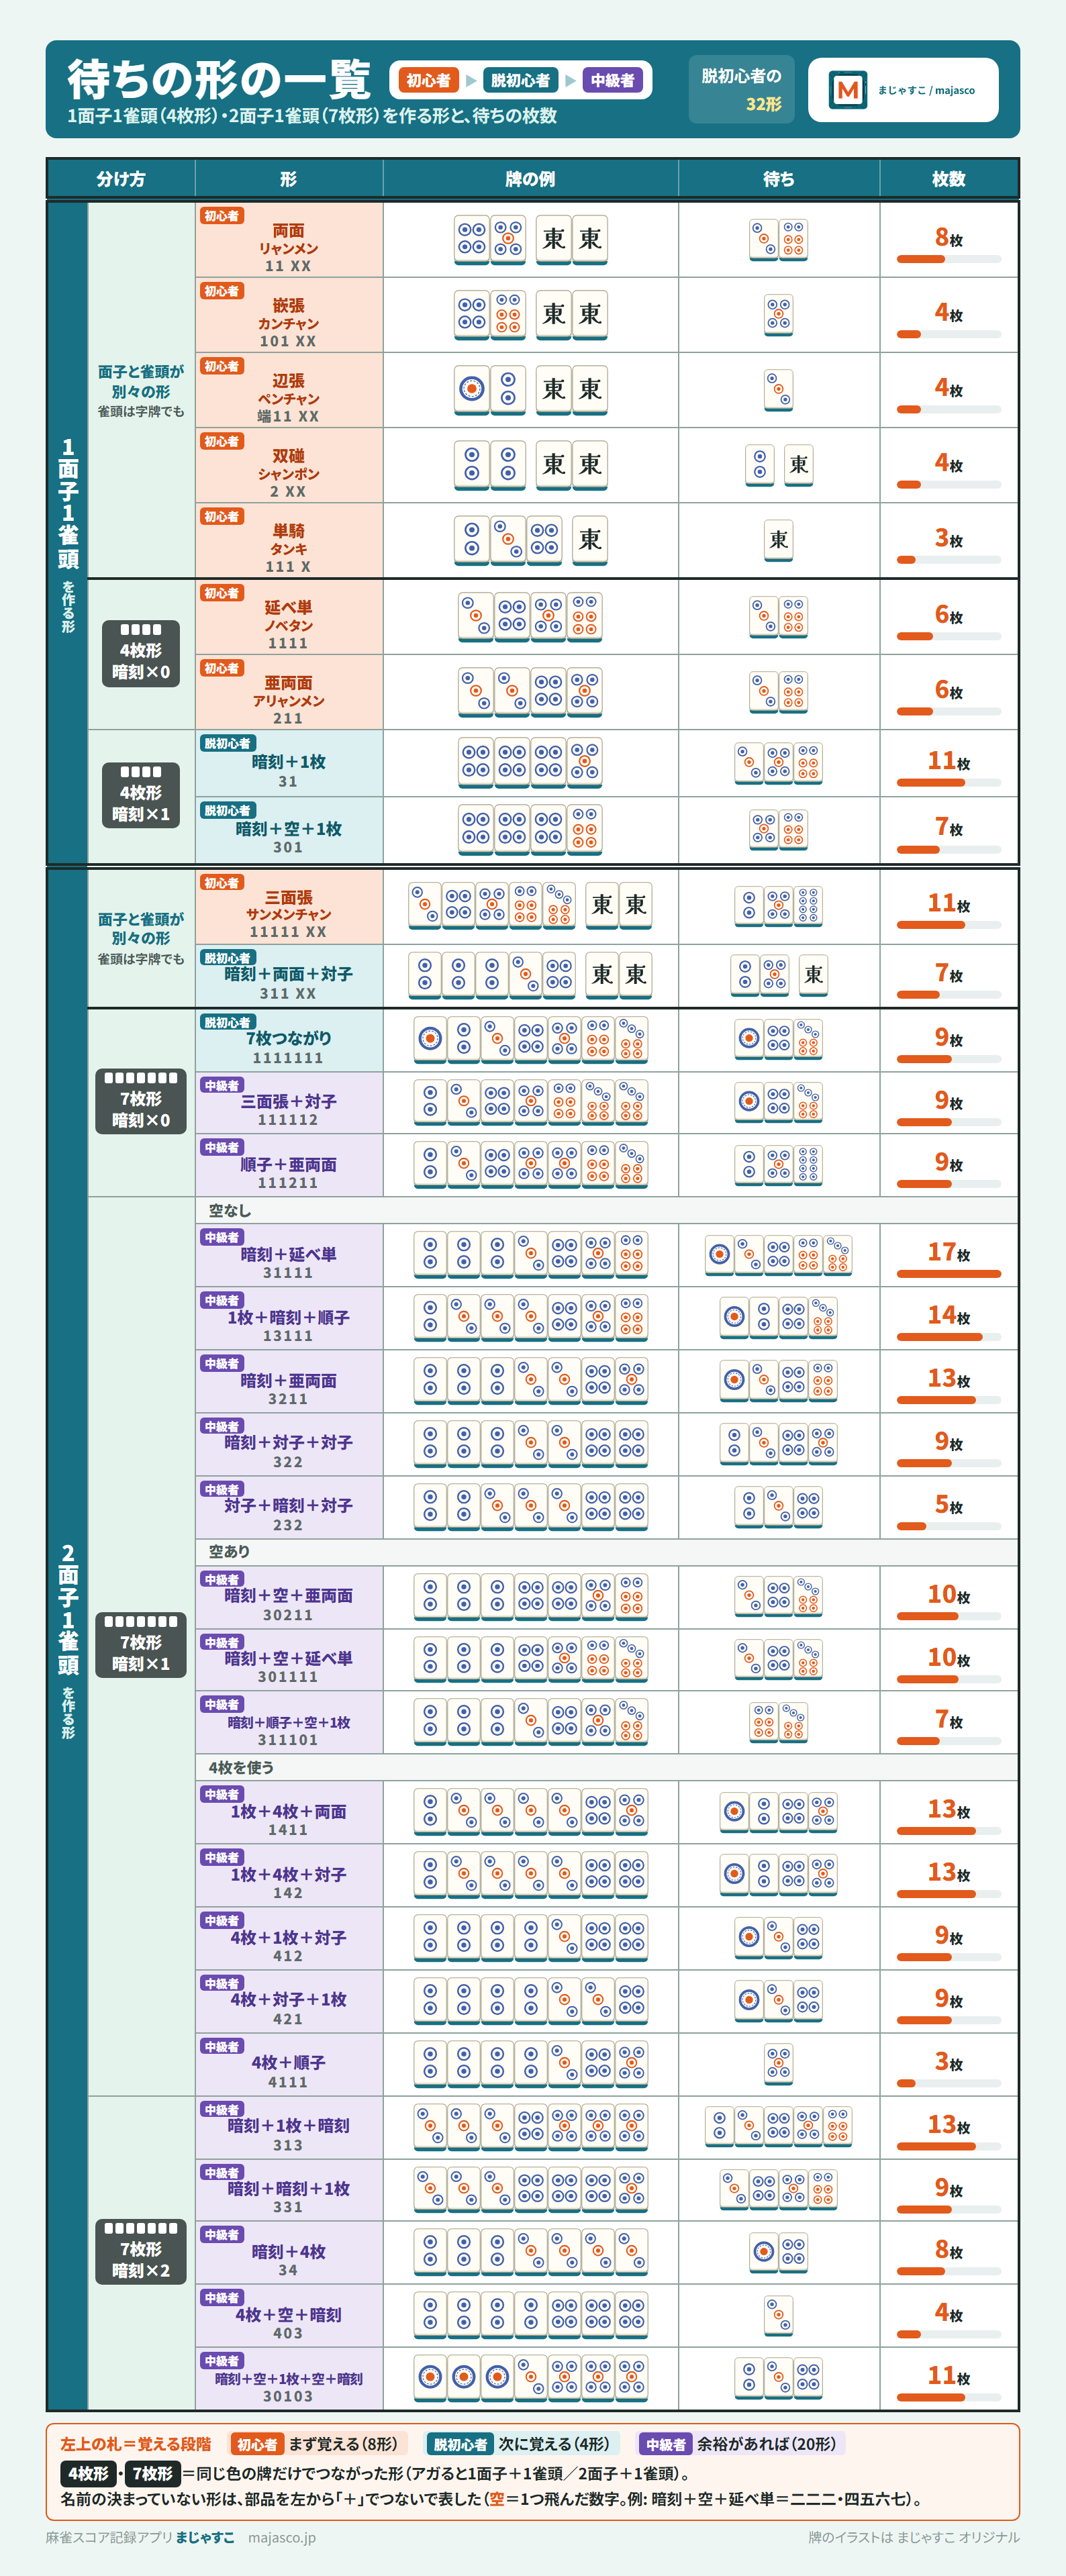 待ちの形の一覧
初心者 ▶ 脱初心者 ▶ 中級者
1面子1雀頭(4枚形)・2面子1雀頭(7枚形)を作る形と、待ちの枚数
脱初心者の
32形
M
まじゃすこ / majasco
分け方 形 牌の例 待ち 枚数
1面子1雀頭 を作る形
面子と雀頭が
別々の形
雀頭は字牌でも
初心者
両面
リャンメン
11 XX
東 東
8枚
初心者
嵌張
カンチャン
101 XX
東 東
4枚
初心者
辺張
ペンチャン
端11 XX
東 東
4枚
初心者
双碰
シャンポン
2 XX
東 東
東
4枚
初心者
単騎
タンキ
111 X
東
東
3枚
4枚形
暗刻×0
初心者
延べ単
ノベタン
1111
6枚
初心者
亜両面
アリャンメン
211
6枚
4枚形
暗刻×1
脱初心者
暗刻+1枚
31
11枚
脱初心者
暗刻+空+1枚
301
7枚
2面子1雀頭 を作る形
面子と雀頭が
別々の形
雀頭は字牌でも
初心者
三面張
サンメンチャン
11111 XX
東 東
11枚
脱初心者
暗刻+両面+対子
311 XX
東 東
東
7枚
7枚形
暗刻×0
脱初心者
7枚つながり
1111111
9枚
中級者
三面張+対子
111112
9枚
中級者
順子+亜両面
111211
9枚
7枚形
暗刻×1
空なし
中級者
暗刻+延べ単
31111
17枚
中級者
1枚+暗刻+順子
13111
14枚
中級者
暗刻+亜両面
3211
13枚
中級者
暗刻+対子+対子
322
9枚
中級者
対子+暗刻+対子
232
5枚
空あり
中級者
暗刻+空+亜両面
30211
10枚
中級者
暗刻+空+延べ単
301111
10枚
中級者
暗刻+順子+空+1枚
311101
7枚
4枚を使う
中級者
1枚+4枚+両面
1411
13枚
中級者
1枚+4枚+対子
142
13枚
中級者
4枚+1枚+対子
412
9枚
中級者
4枚+対子+1枚
421
9枚
中級者
4枚+順子
4111
3枚
7枚形
暗刻×2
中級者
暗刻+1枚+暗刻
313
13枚
中級者
暗刻+暗刻+1枚
331
9枚
中級者
暗刻+4枚
34
8枚
中級者
4枚+空+暗刻
403
4枚
中級者
暗刻+空+1枚+空+暗刻
30103
11枚
左上の札=覚える段階 初心者 まず覚える(8形) 脱初心者 次に覚える(4形) 中級者 余裕があれば(20形)
4枚形・7枚形=同じ色の牌だけでつながった形(アガると1面子+1雀頭/2面子+1雀頭)。
名前の決まっていない形は、部品を左から「+」でつないで表した(空=1つ飛んだ数字。例: 暗刻+空+延べ単=二二二・四五六七)。
麻雀スコア記録アプリ まじゃすこ majasco.jp
牌のイラストは まじゃすこ オリジナル